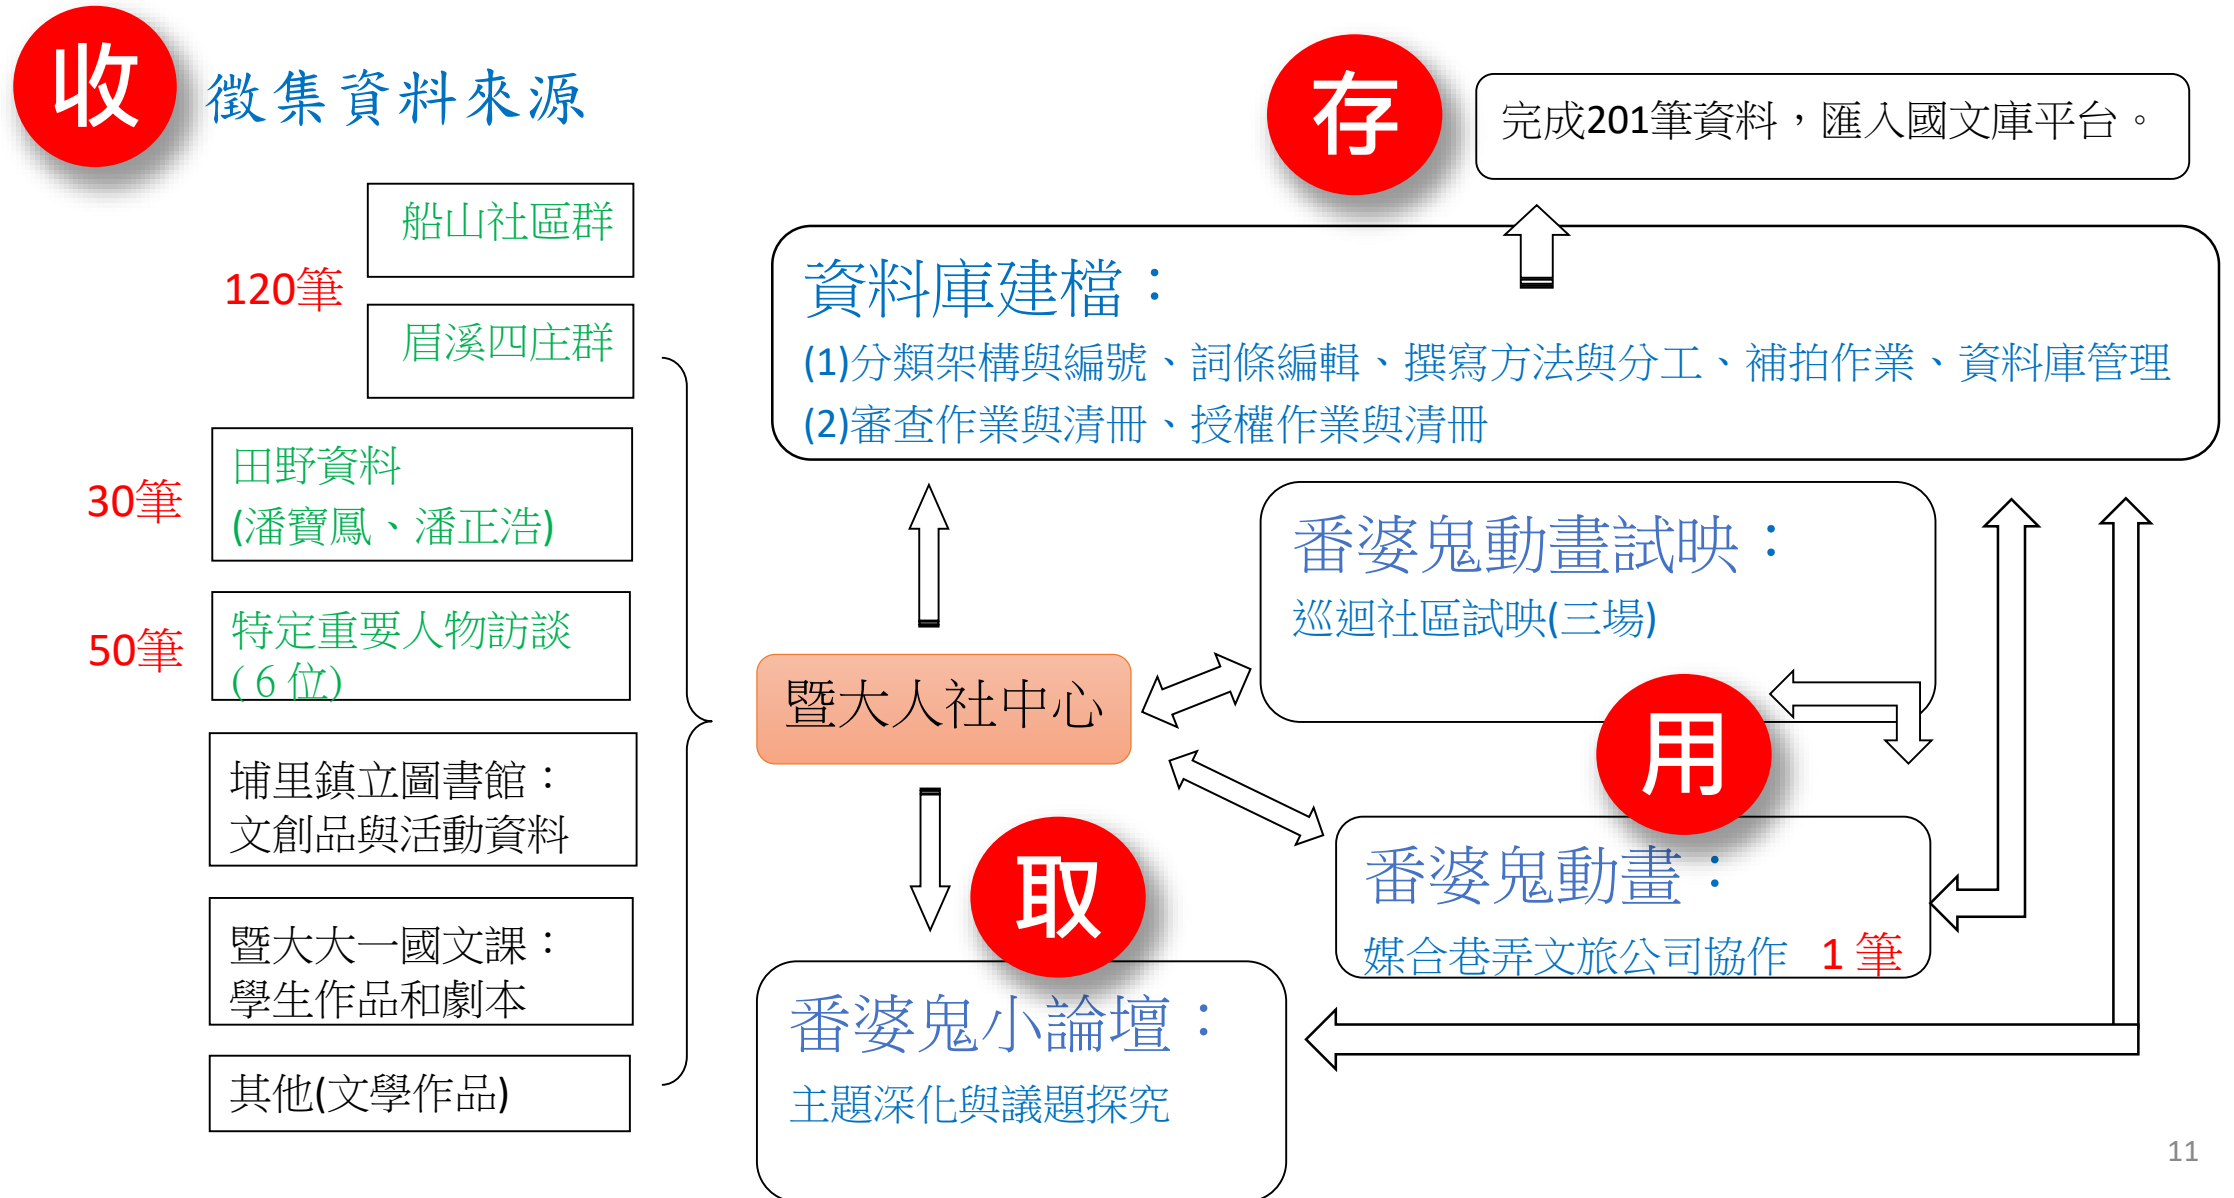 收
徵集資料來源
船山社區群
120筆
眉溪四庄群
30筆
田野資料
(潘寶鳳、潘正浩)
50筆
特定重要人物訪談
(６位)
埔里鎮立圖書館：
文創品與活動資料
暨大大一國文課：
學生作品和劇本
其他(文學作品)
存
完成201筆資料，匯入國文庫平台。
資料庫建檔：
(1)分類架構與編號、詞條編輯、撰寫方法與分工、補拍作業、資料庫管理
(2)審查作業與清冊、授權作業與清冊
暨大人社中心
番婆鬼動畫試映：
巡迴社區試映(三場)
用
番婆鬼動畫：
媒合巷弄文旅公司協作 1 筆
取
番婆鬼小論壇：
主題深化與議題探究
11